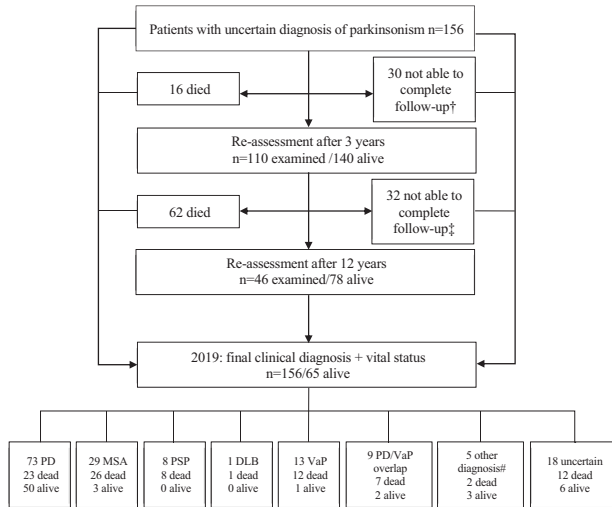 Patients with uncertain diagnosis of parkinsonism n=156
16 died
30 not able to
complete
follow-up†
Re-assessment after 3 years
n=110 examined /140 alive
62 died
32 not able to
complete
follow-up‡
Re-assessment after 12 years
n=46 examined/78 alive
2019: final clinical diagnosis + vital status
n=156/65 alive
73 PD
23 dead
50 alive
29 MSA
26 dead
3 alive
8 PSP
8 dead
0 alive
1 DLB
1 dead
0 alive
13 VaP
12 dead
1 alive
9 PD/VaP
overlap
7 dead
2 alive
5 other
diagnosis#
2 dead
3 alive
18 uncertain
12 dead
6 alive